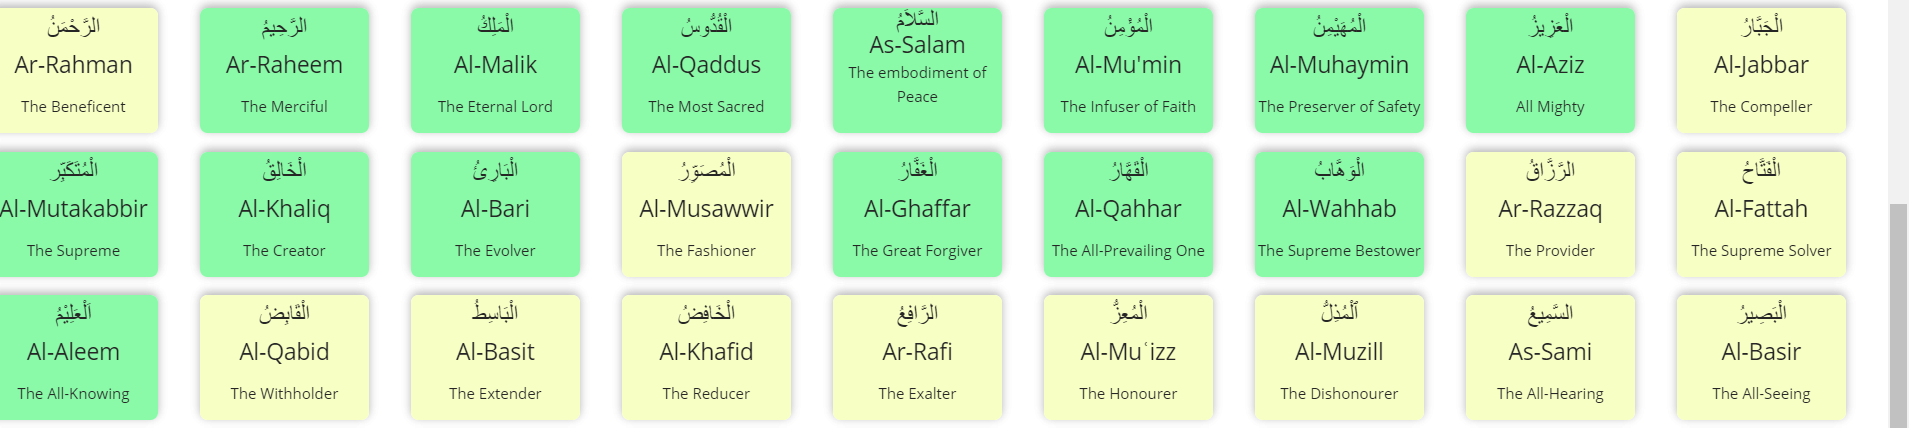 الرَّحْمَنُ
Ar-Rahman
The Beneficent
الرَّحِيمُ
Ar-Raheem
The Merciful
الْمَلِكُ
Al-Malik
The Eternal Lord
الْقُدُّوسُ
Al-Qaddus
The Most Sacred
السَّلاَمُ
As-Salam
The embodiment of
Peace
الْمُؤْمِنُ
Al-Mu'min
The Infuser of Faith
الْمُهَيْمِنُ
Al-Muhaymin
The Preserver of Safety
الْعَزِيزُ
Al-Aziz
All Mighty
الْجَبَّارُ
Al-Jabbar
The Compeller
الْمُتَكَبِّرُ
Al-Mutakabbir
The Supreme
الْخَالِقُ
Al-Khaliq
The Creator
الْبَارِئُ
Al-Bari
The Evolver
الْمُصَوِّرُ
Al-Musawwir
The Fashioner
الْغَفَّارُ
Al-Ghaffar
The Great Forgiver
الْقَهَّارُ
Al-Qahhar
The All-Prevailing One
الْوَهَّابُ
Al-Wahhab
The Supreme Bestower
الرَّزَّاقُ
Ar-Razzaq
The Provider
الْفَتَّاحُ
Al-Fattah
The Supreme Solver
اَلْعَلِيْمُ
Al-Aleem
The All-Knowing
الْقَابِضُ
Al-Qabid
The Withholder
الْبَاسِطُ
Al-Basit
The Extender
الْخَافِضُ
Al-Khafid
The Reducer
الرَّافِعُ
Ar-Rafi
The Exalter
الْمُعِزُّ
Al-Muʿizz
The Honourer
ٱلْمُذِلُّ
Al-Muzill
The Dishonourer
السَّمِيعُ
As-Sami
The All-Hearing
الْبَصِيرُ
Al-Basir
The All-Seeing